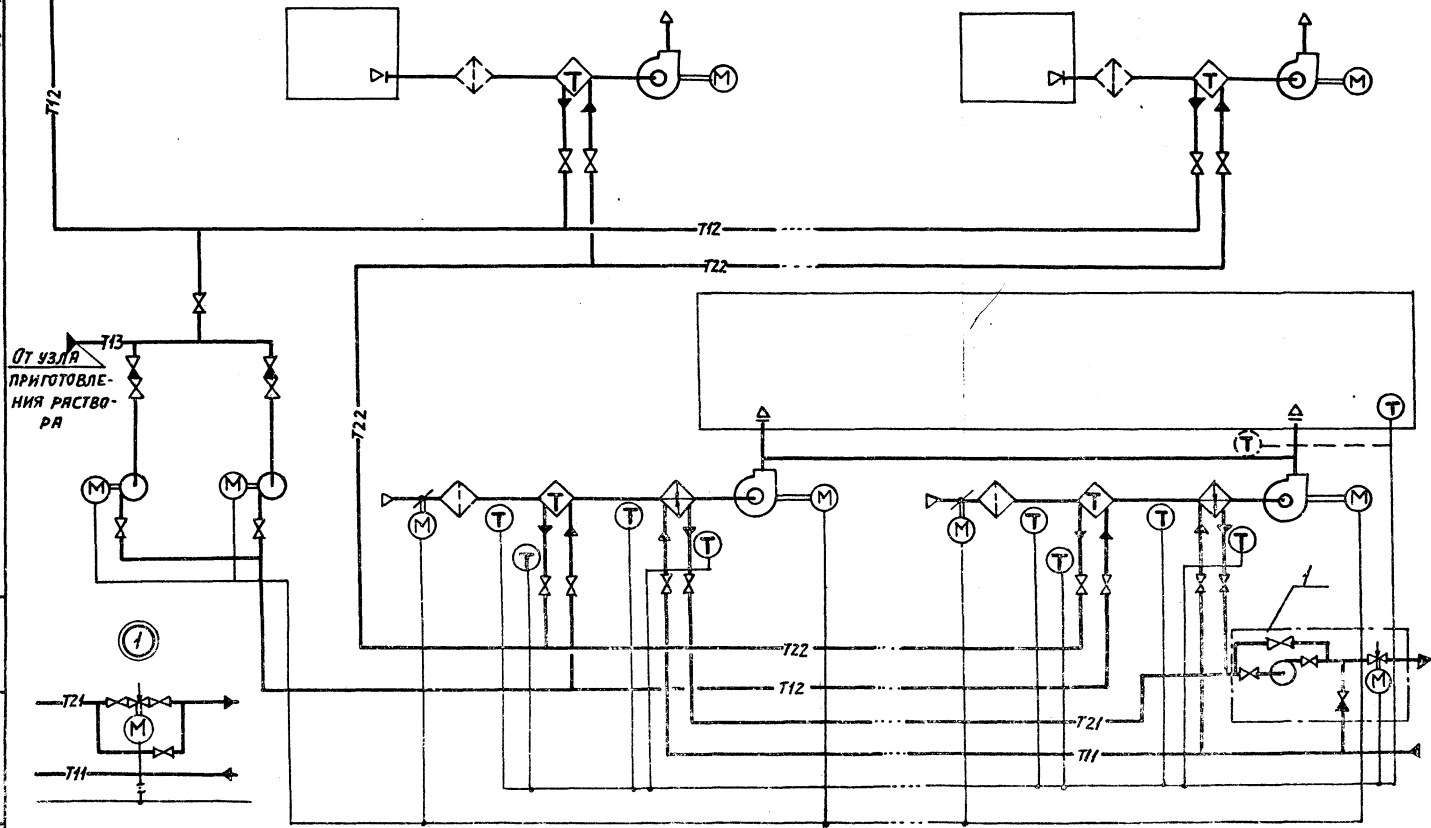 Т
М
Т
М
Т12
Т12
Т22
Т13
От узла
приготовле-
ния раство-
ра
Т22
Т
Т
М
М
Т
М
Т
М
М
Т
Т
Т
М
Т
Т
Т
М
Т
Т
1
1
Т22
М
Т12
Т21
М
Т21
Т11
Т11